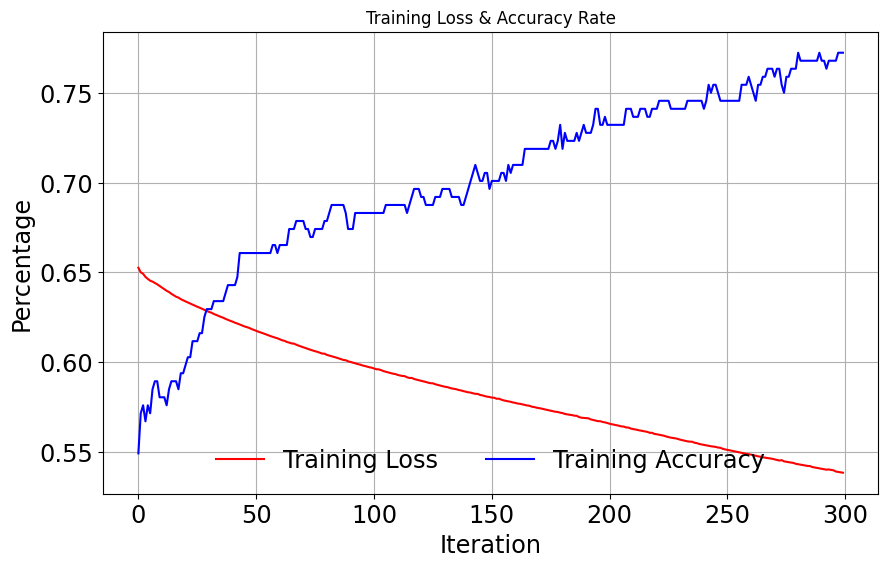 Training Loss & Accuracy Rate
Percentage
0.75
0.70
0.65
0.60
0.55
Training Loss
Training Accuracy
0
50
100
150
200
250
300
Iteration